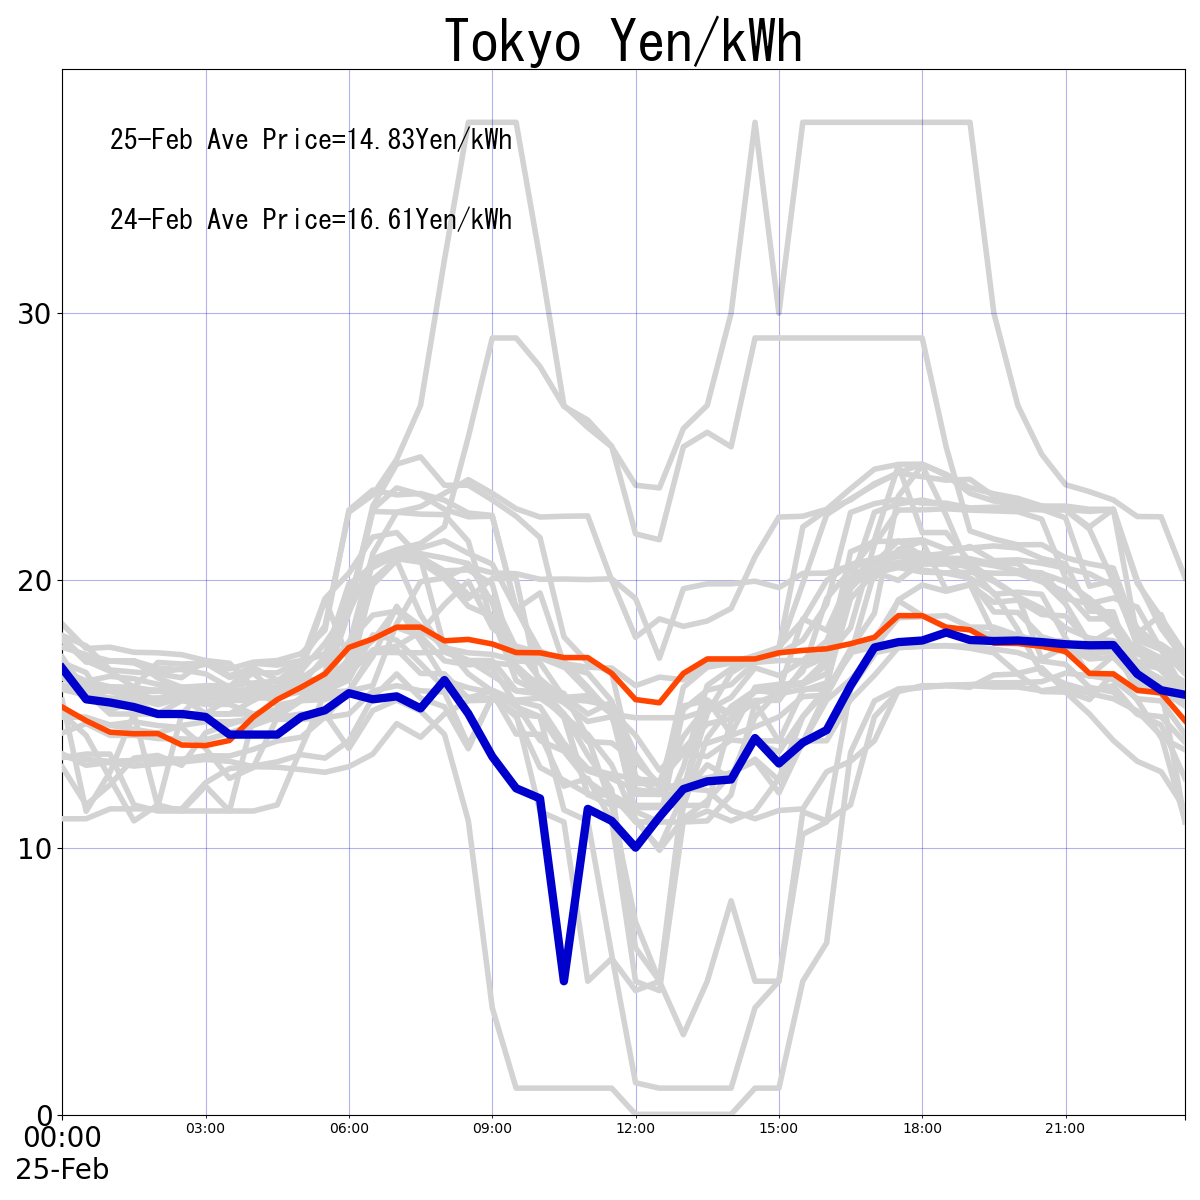 Tokyo Yen/kWh
25-Feb Ave Price=14.83Yen/kWh
24-Feb Ave Price=16.61Yen/kWh
30
20
10
0
00:00 03:00 06:00 09:00 12:00 15:00 18:00 21:00
25-Feb